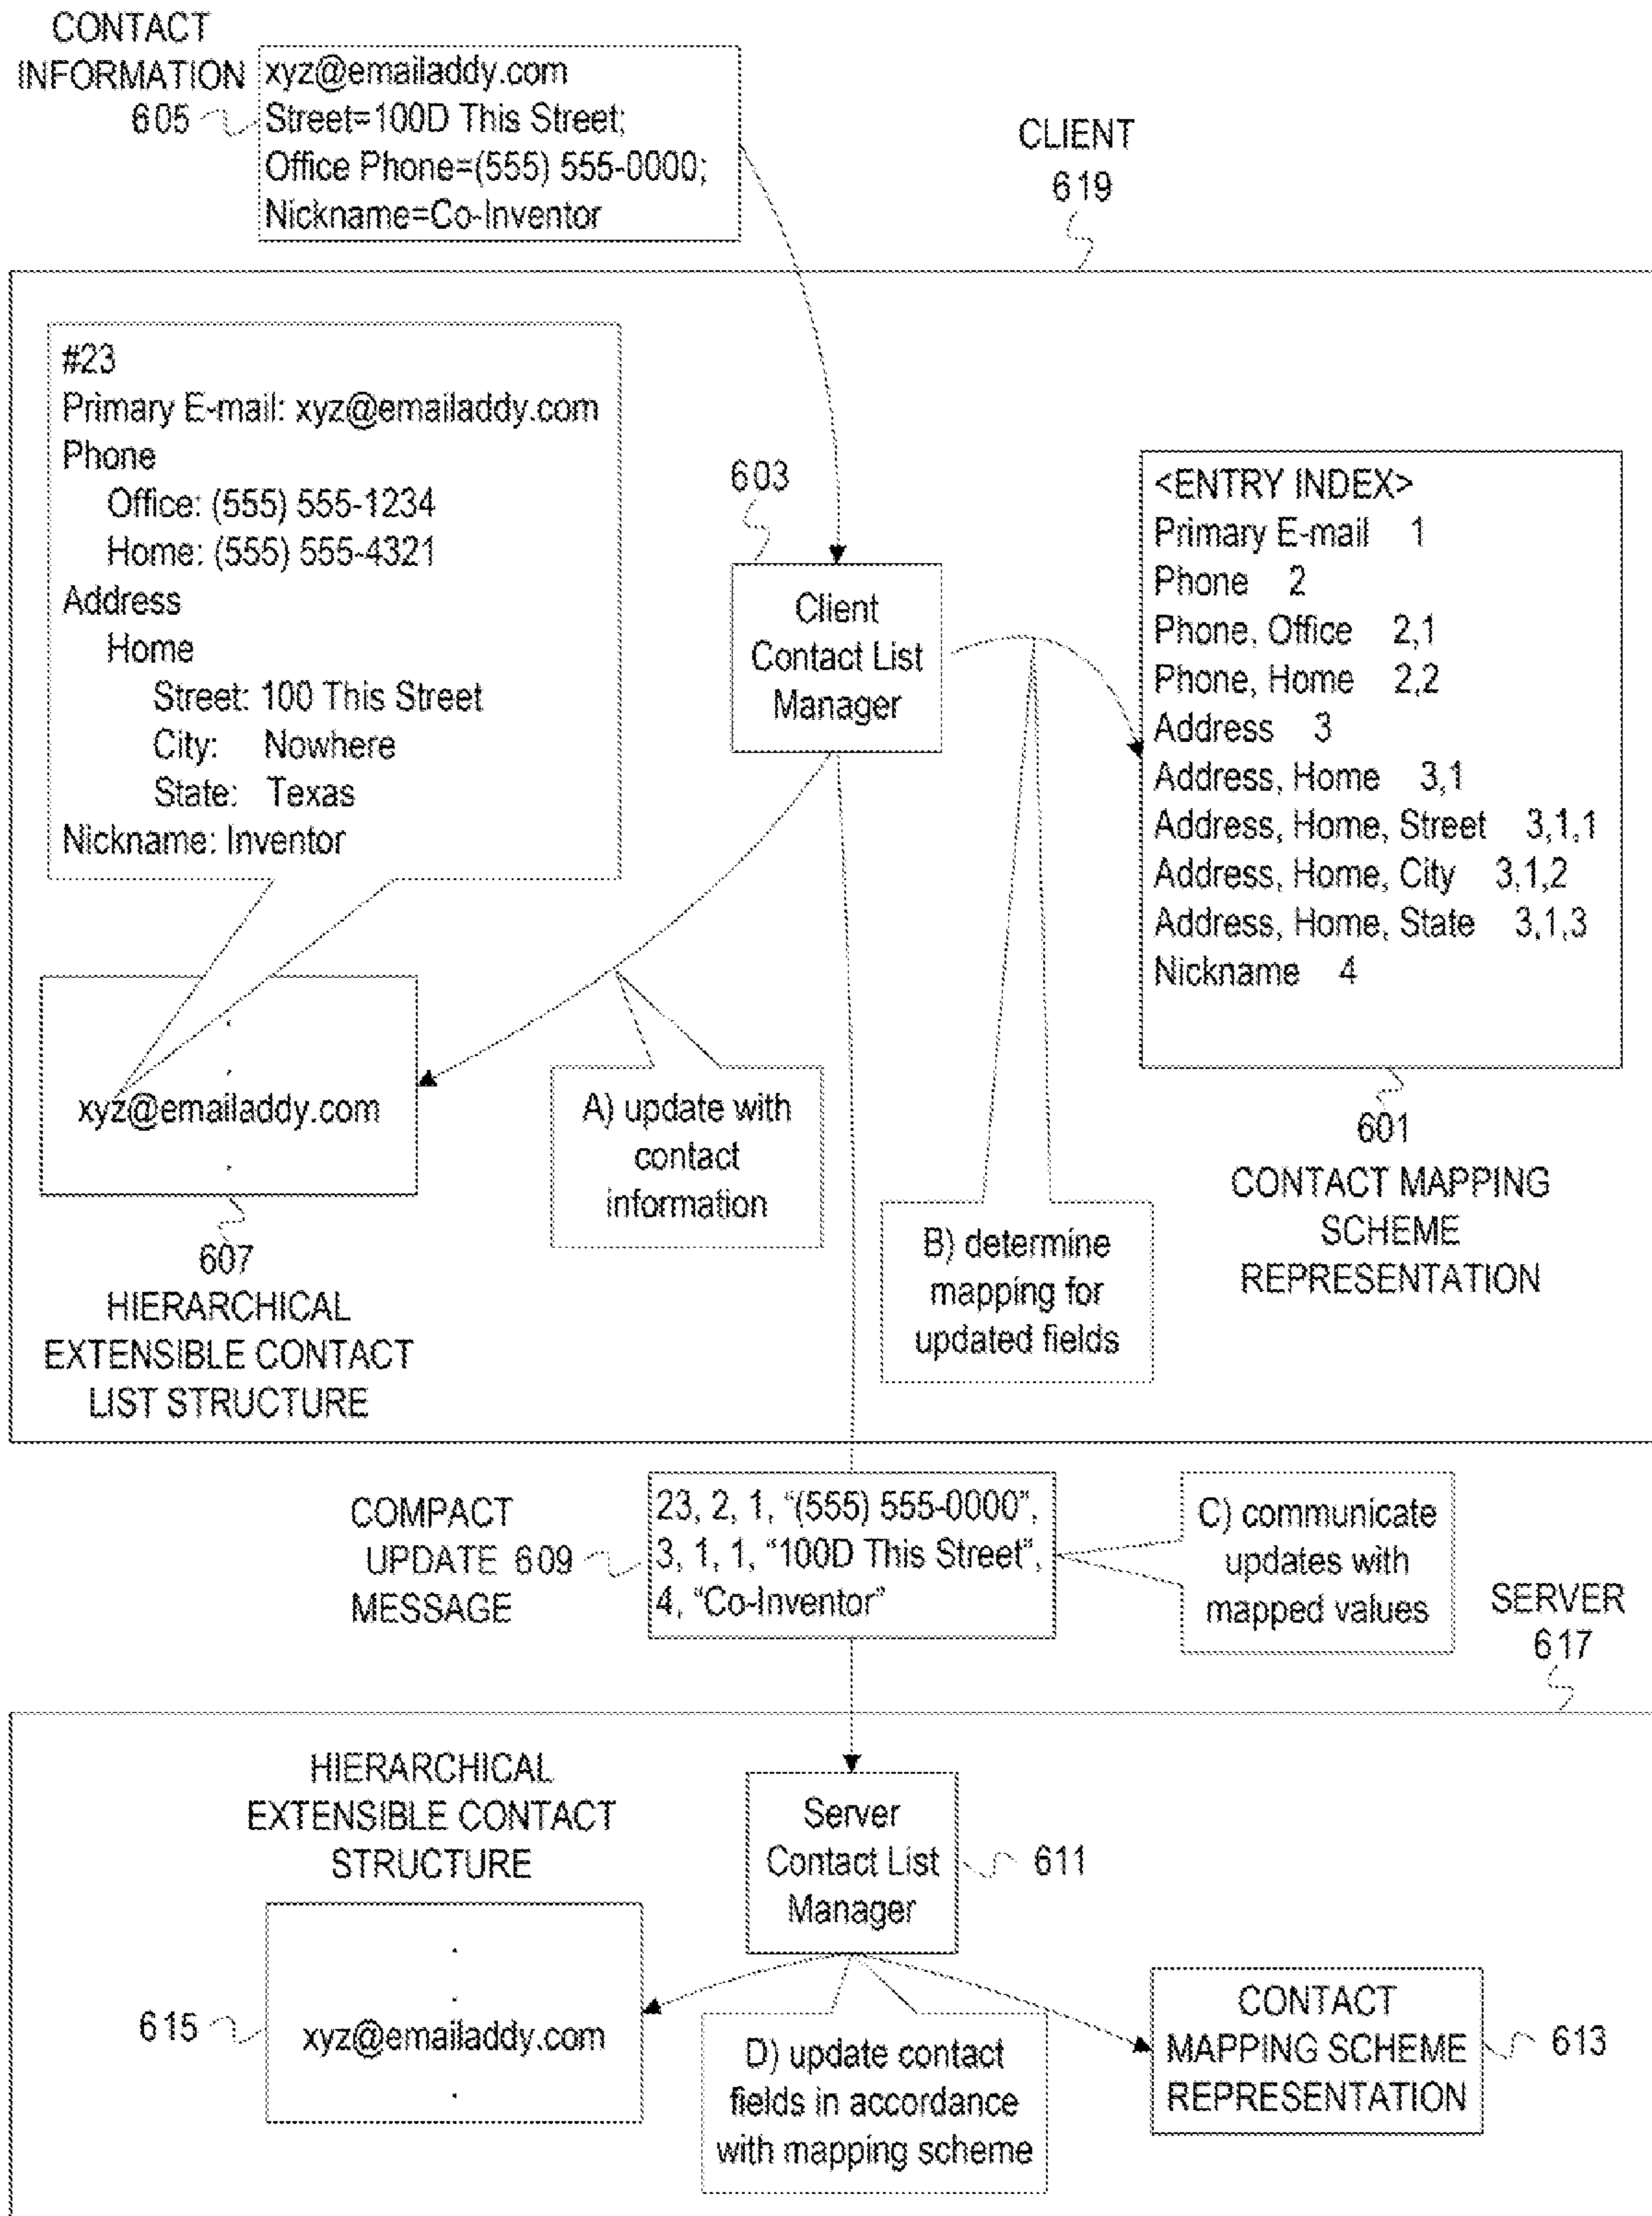 CONTACT
INFORMATION
605
xyz@emailaddy.com
Street=100D This Street;
Office Phone=(555) 555-0000;
Nickname=Co-Inventor
CLIENT
619
#23
Primary E-mail: xyz@emailaddy.com
Phone
Office: (555) 555-1234
Home: (555) 555-4321
Address
Home
Street: 100 This Street
City: Nowhere
State: Texas
Nickname: Inventor
603
Client
Contact List
Manager
<ENTRY INDEX>
Primary E-mail 1
Phone 2
Phone, Office 2,1
Phone, Home 2,2
Address 3
Address, Home 3,1
Address, Home, Street 3,1,1
Address, Home, City 3,1,2
Address, Home, State 3,1,3
Nickname 4
601
CONTACT MAPPING
SCHEME
REPRESENTATION
xyz@emailaddy.com
607
HIERARCHICAL
EXTENSIBLE CONTACT
LIST STRUCTURE
A) update with
contact
information
B) determine
mapping for
updated fields
COMPACT
UPDATE 609
MESSAGE
23, 2, 1, “(555) 555-0000”,
3, 1, 1, “100D This Street”,
4, “Co-Inventor”
C) communicate
updates with
mapped values
SERVER
617
HIERARCHICAL
EXTENSIBLE CONTACT
STRUCTURE
615
xyz@emailaddy.com
Server
Contact List
Manager
611
D) update contact
fields in accordance
with mapping scheme
CONTACT
MAPPING SCHEME
REPRESENTATION
613